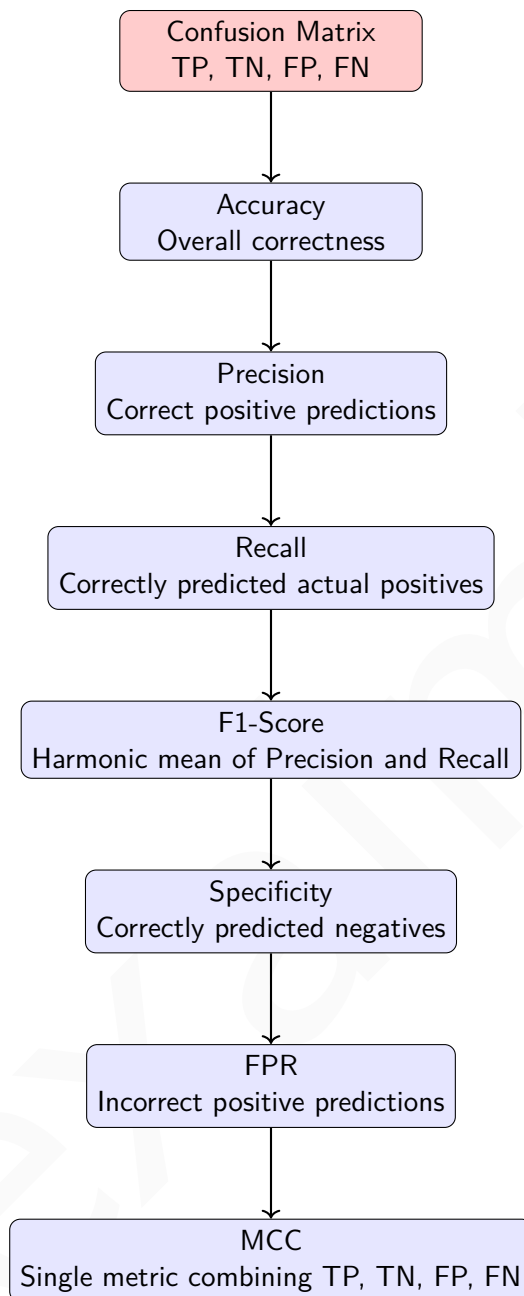 Confusion Matrix
TP, TN, FP, FN
Accuracy
Overall correctness
Precision
Correct positive predictions
Recall
Correctly predicted actual positives
F1-Score
Harmonic mean of Precision and Recall
Specificity
Correctly predicted negatives
FPR
Incorrect positive predictions
MCC
Single metric combining TP, TN, FP, FN